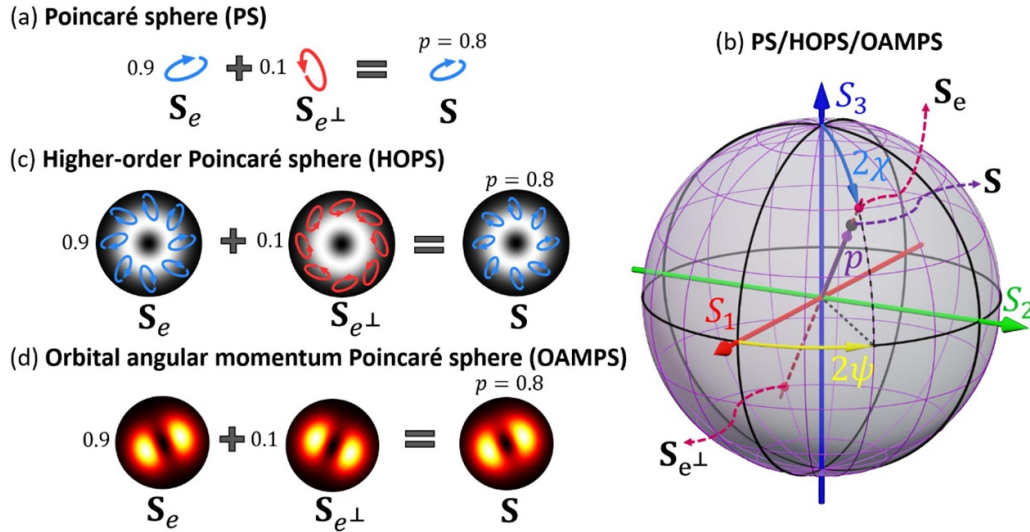 (a) Poincaré sphere (PS)
0.9 + 0.1 = p = 0.8
S_e S_e⊥ S
(c) Higher-order Poincaré sphere (HOPS)
0.9 + 0.1 = p = 0.8
S_e S_e⊥ S
(d) Orbital angular momentum Poincaré sphere (OAMPS)
0.9 + 0.1 = p = 0.8
S_e S_e⊥ S
(b) PS/HOPS/OAMPS
S_e
S_3
2χ
S
p
S_1
S_2
2ψ
S_e⊥